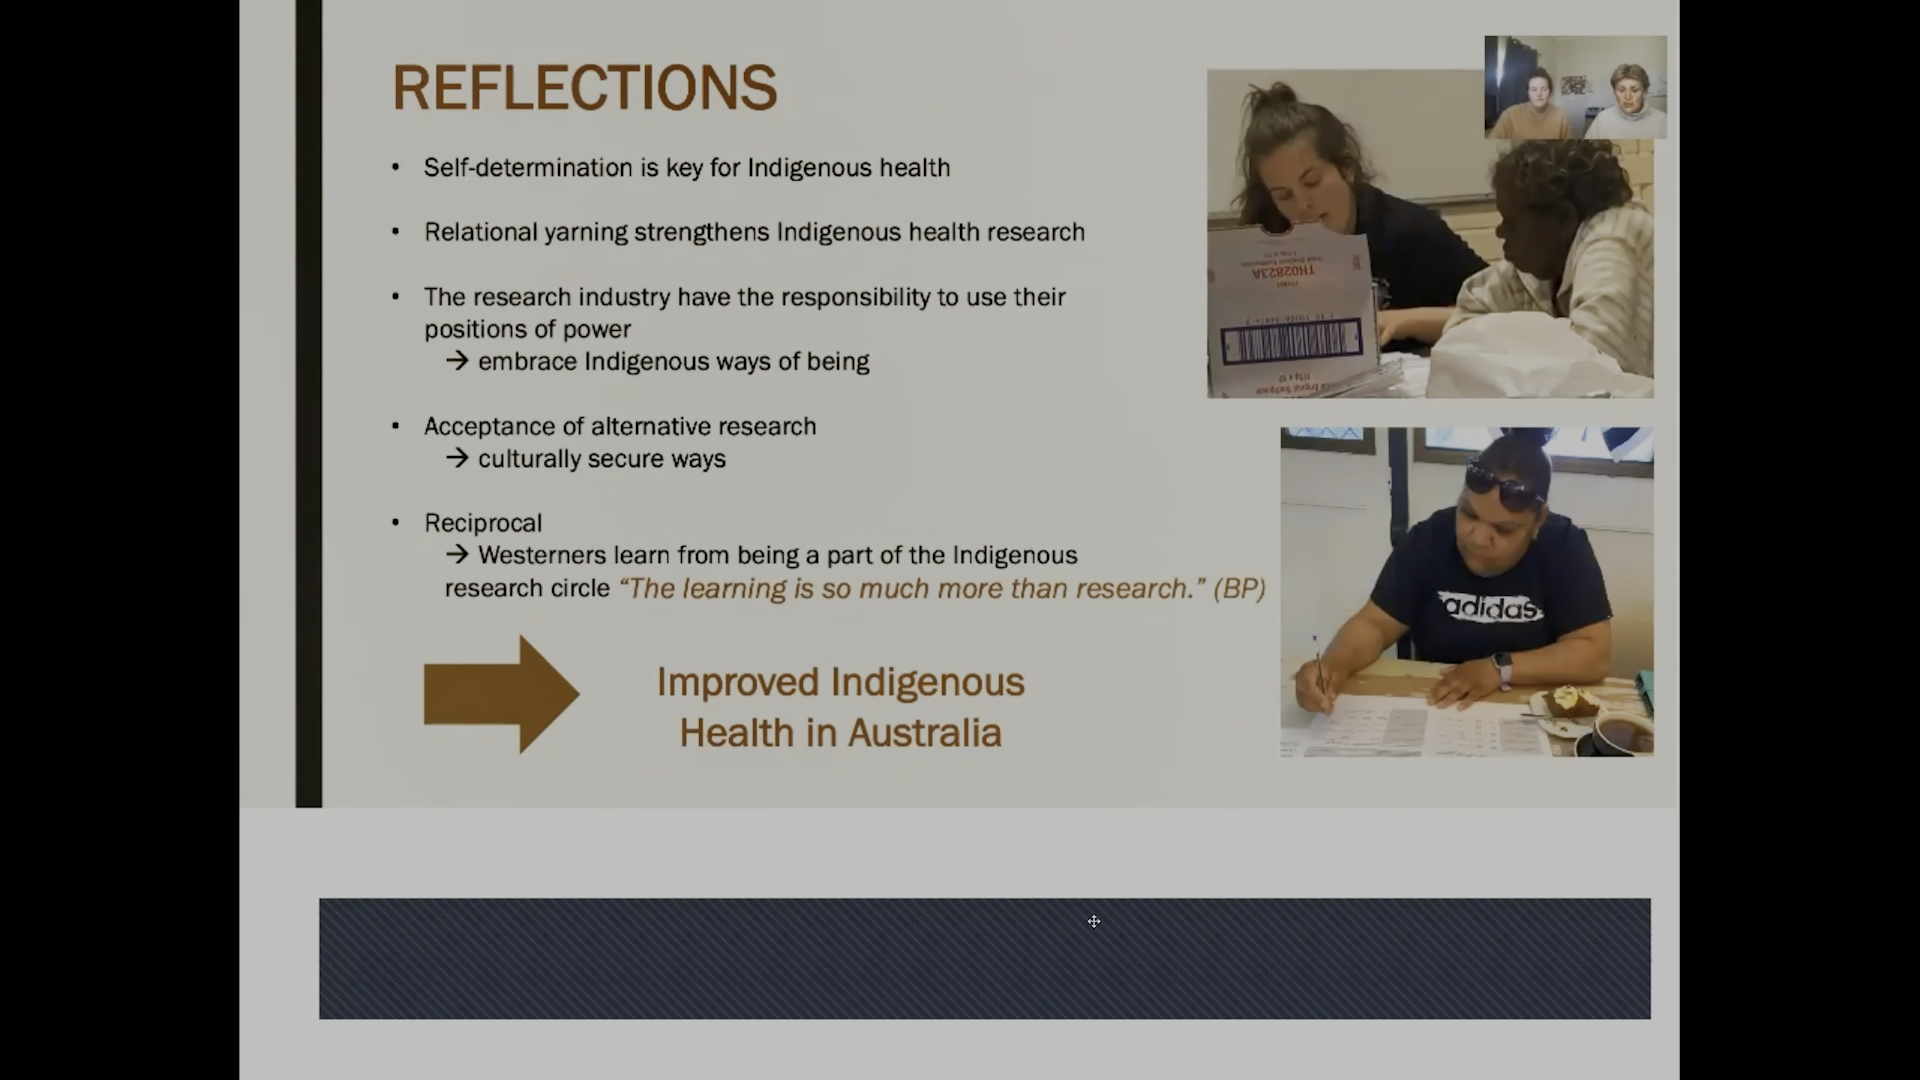 REFLECTIONS
• Self-determination is key for Indigenous health
• Relational yarning strengthens Indigenous health research
• The research industry have the responsibility to use their
positions of power
→ embrace Indigenous ways of being
• Acceptance of alternative research
→ culturally secure ways
• Reciprocal
→ Westerners learn from being a part of the Indigenous
research circle “The learning is so much more than research.” (BP)
Improved Indigenous
Health in Australia
TH02823A
adidas